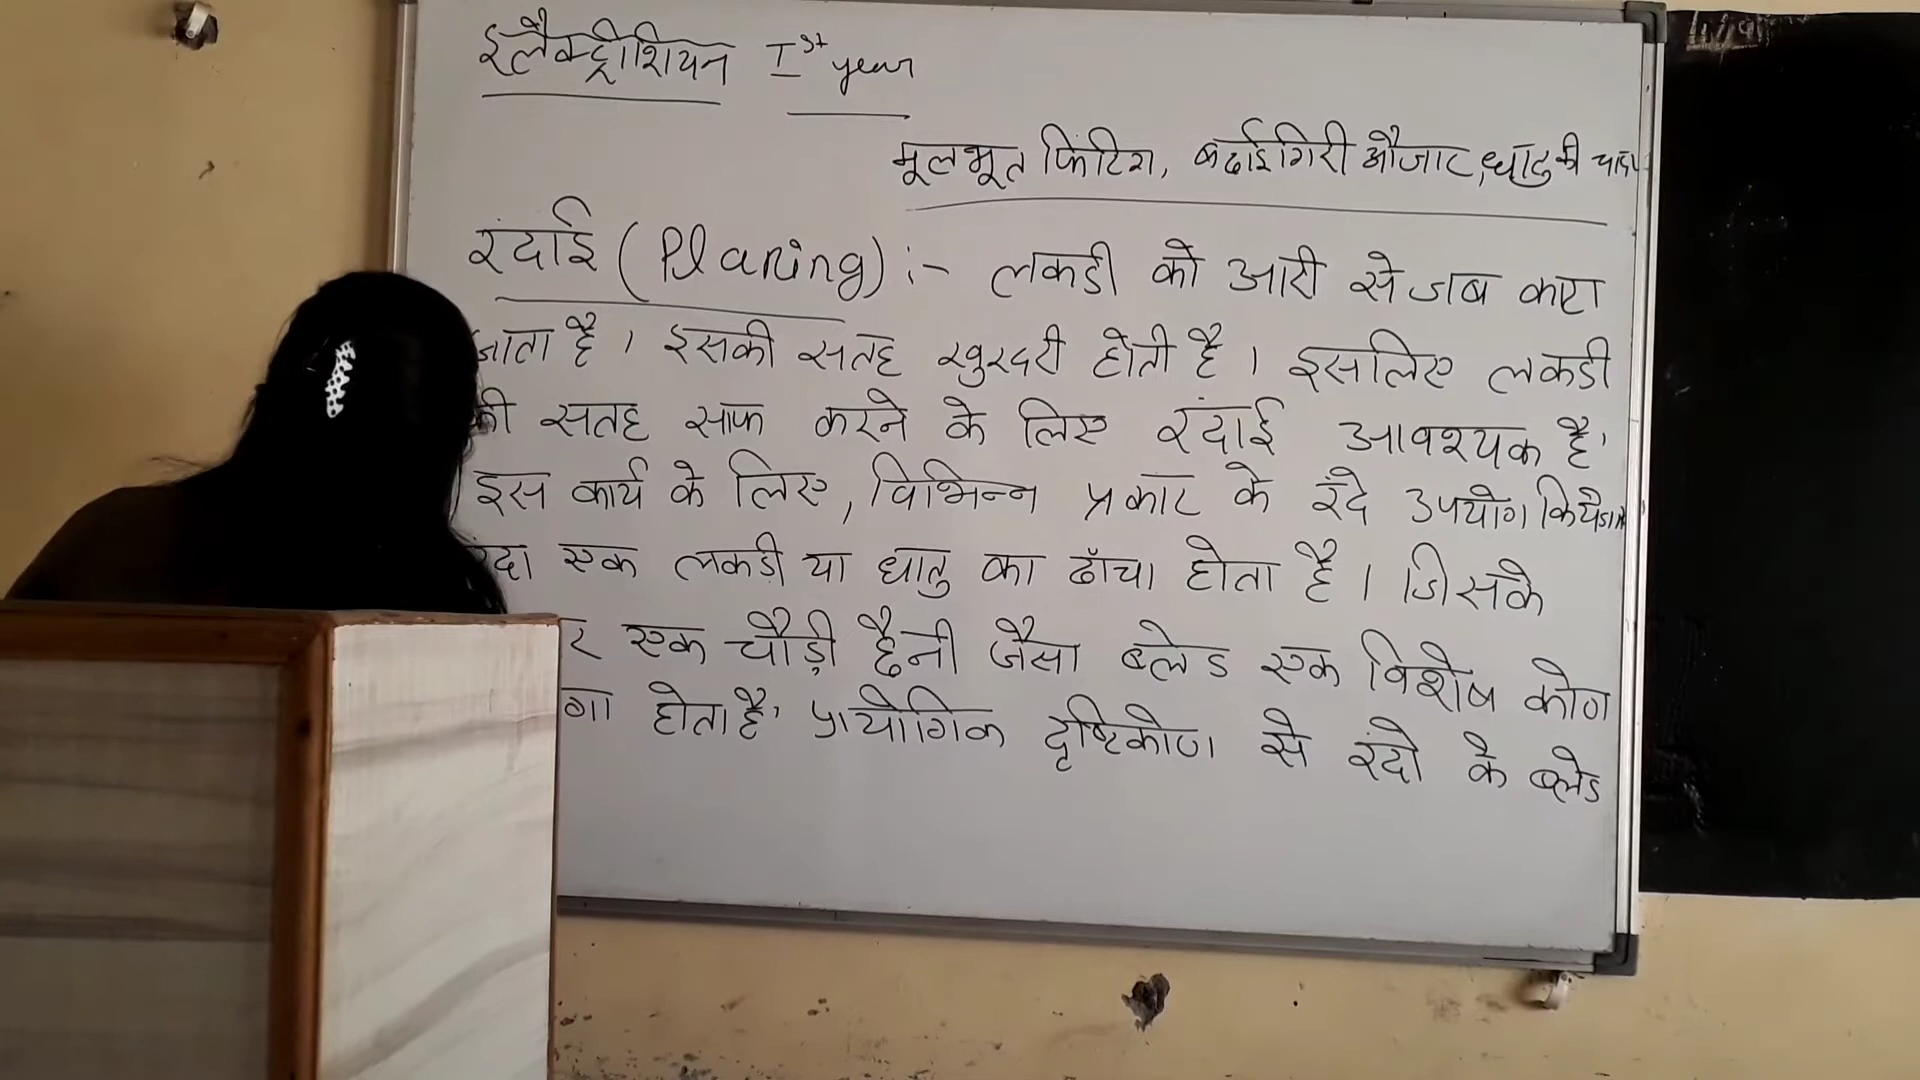 इलैक्ट्रीशियन Ist year
मूलभूत फिटिंग, बढ़ाईगिरी औजार, धातु की
रंदाई (Planing) :- लकडी को आरी से जब काटा
जाता है। इसकी सतह खुरदरी होती है। इसलिए लकडी
की सतह साफ करने के लिए रंदाई आवश्यक है।
इस कार्य के लिए, विभिन्न प्रकार के रंदे उपयोग किये
एक लकडी या धातु का ढाँचा होता है। जिसके
एक चौड़ी छैनी जैसा ब्लेड एक विशेष कोण
होता है। प्रायोगिक दृष्टिकोण से रंदो के ब्लेड